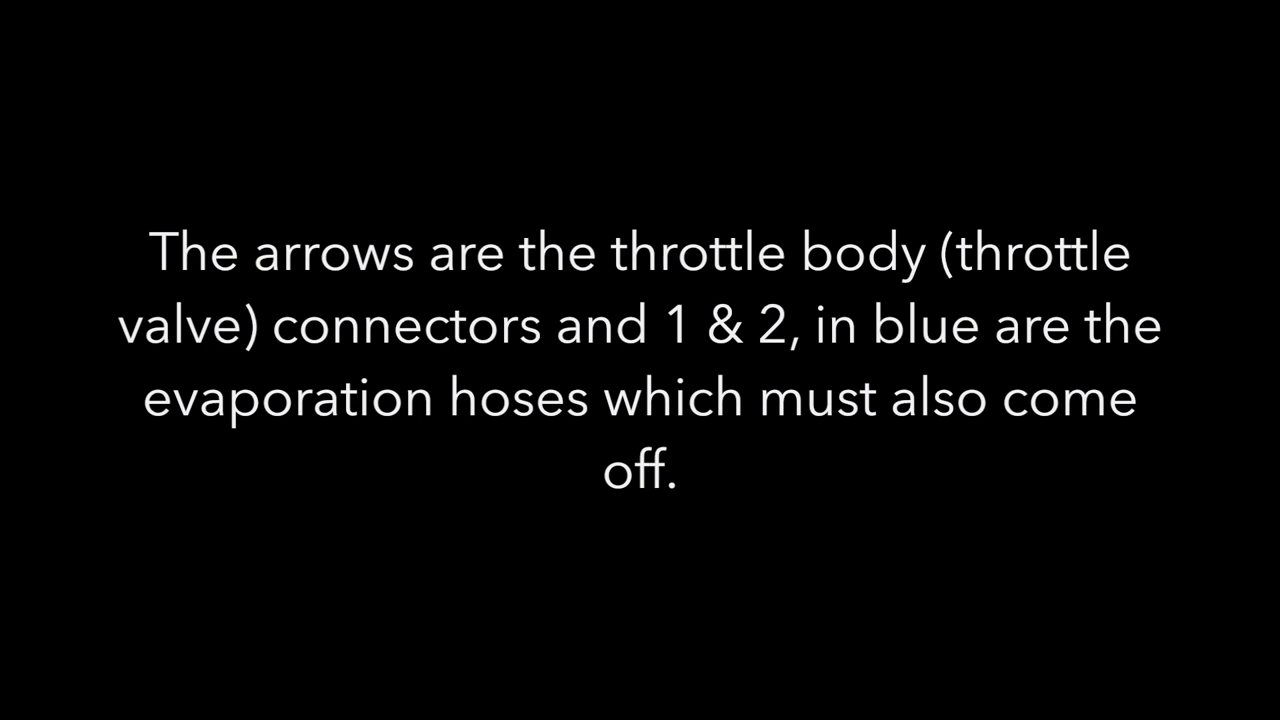 The arrows are the throttle body (throttle
valve) connectors and 1 & 2, in blue are the
evaporation hoses which must also come
off.